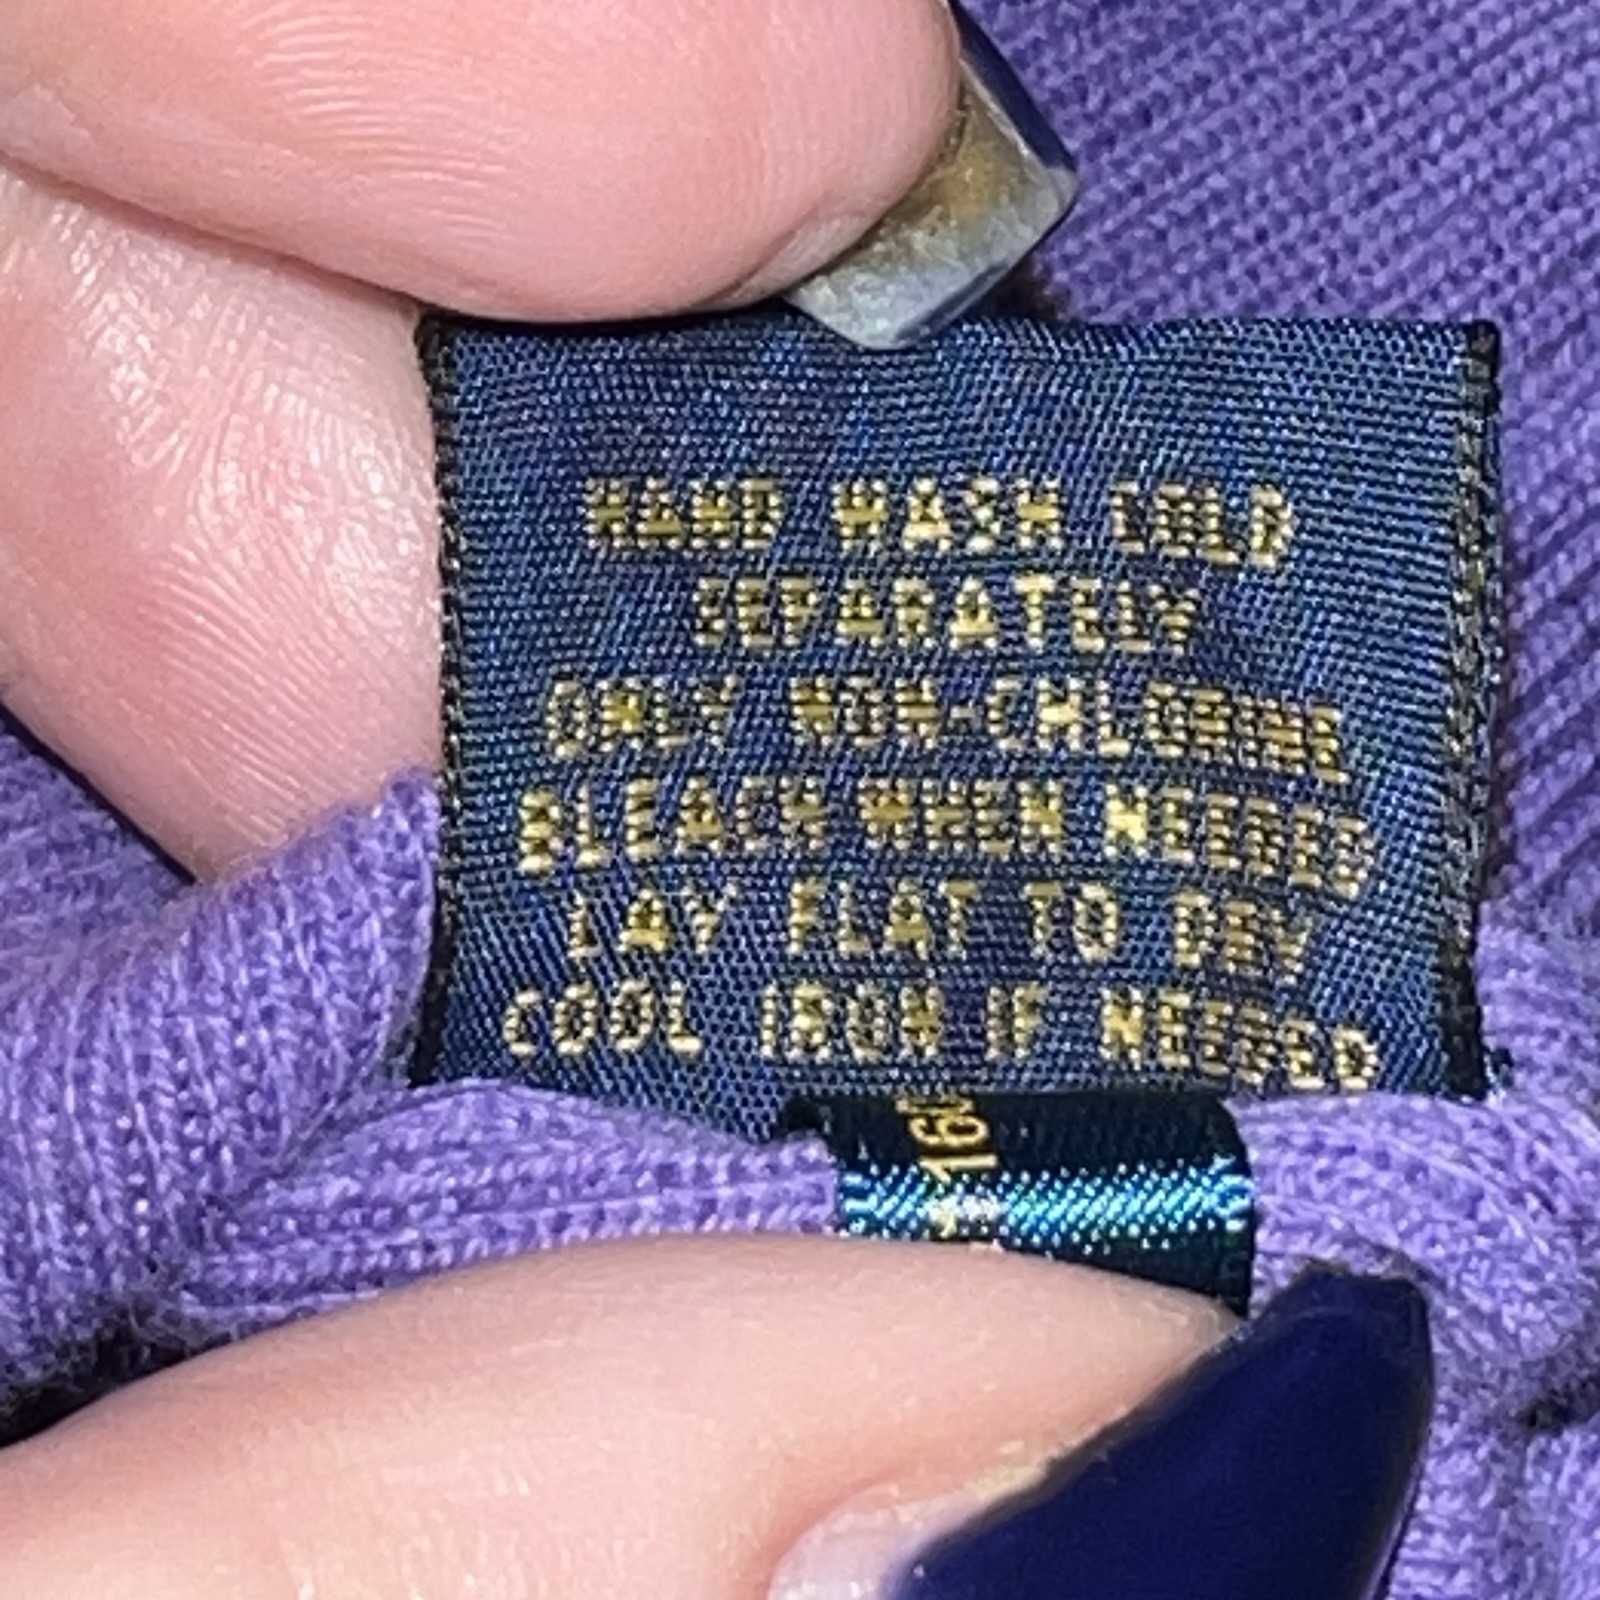 HAND WASH COLD
SEPARATELY
ONLY NON-CHLORINE
BLEACH WHEN NEEDED
LAY FLAT TO DRY
COOL IRON IF NEEDED